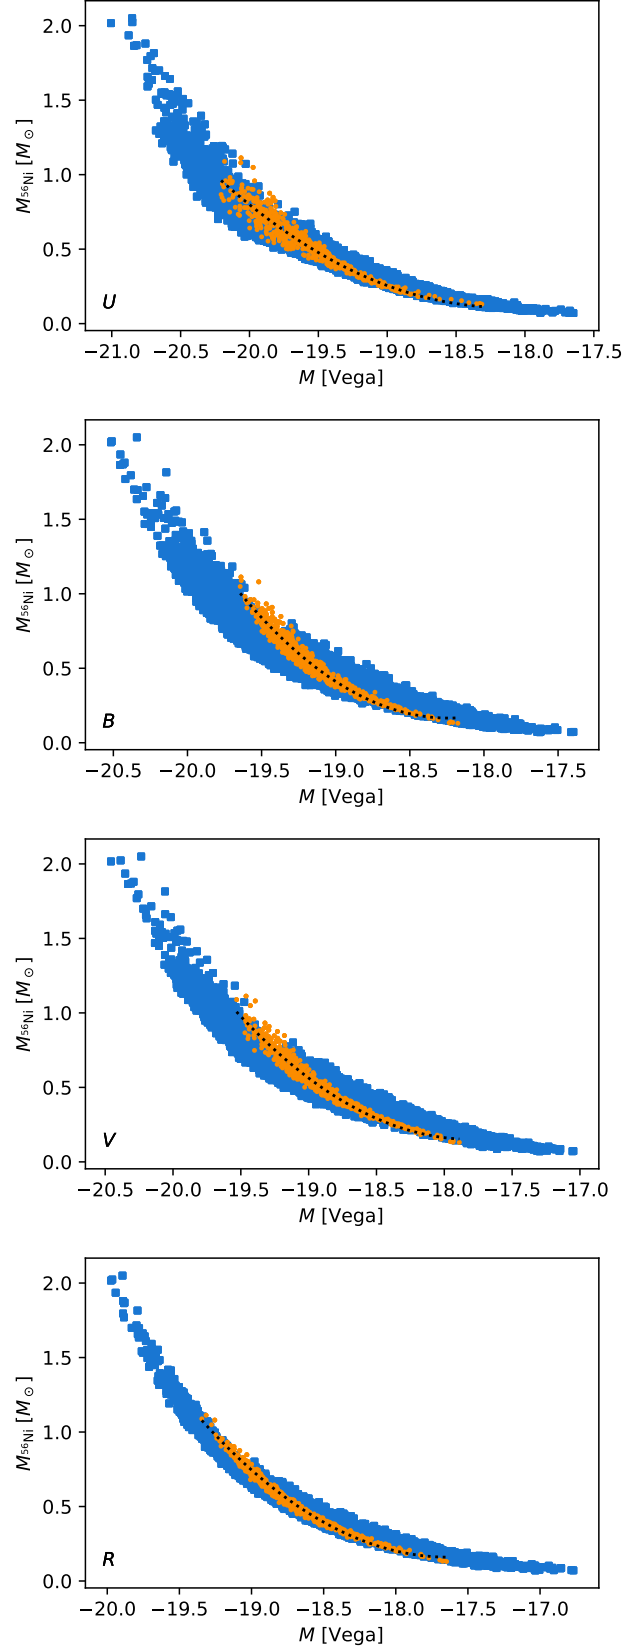 2.0
1.5
1.0
0.5
0.0
M⁵⁶Ni [M⊙]
U
−21.0 −20.5 −20.0 −19.5 −19.0 −18.5 −18.0 −17.5
M [Vega]
2.0
1.5
1.0
0.5
0.0
M⁵⁶Ni [M⊙]
B
−20.5 −20.0 −19.5 −19.0 −18.5 −18.0 −17.5
M [Vega]
2.0
1.5
1.0
0.5
0.0
M⁵⁶Ni [M⊙]
V
−20.5 −20.0 −19.5 −19.0 −18.5 −18.0 −17.5 −17.0
M [Vega]
2.0
1.5
1.0
0.5
0.0
M⁵⁶Ni [M⊙]
R
−20.0 −19.5 −19.0 −18.5 −18.0 −17.5 −17.0
M [Vega]